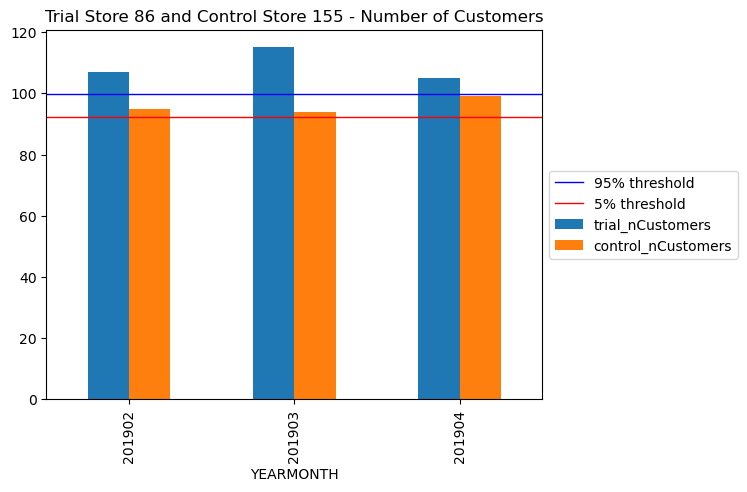 Trial Store 86 and Control Store 155 - Number of Customers
120
100
80
60
40
20
0
201902
201903
201904
YEARMONTH
95% threshold
5% threshold
trial_nCustomers
control_nCustomers